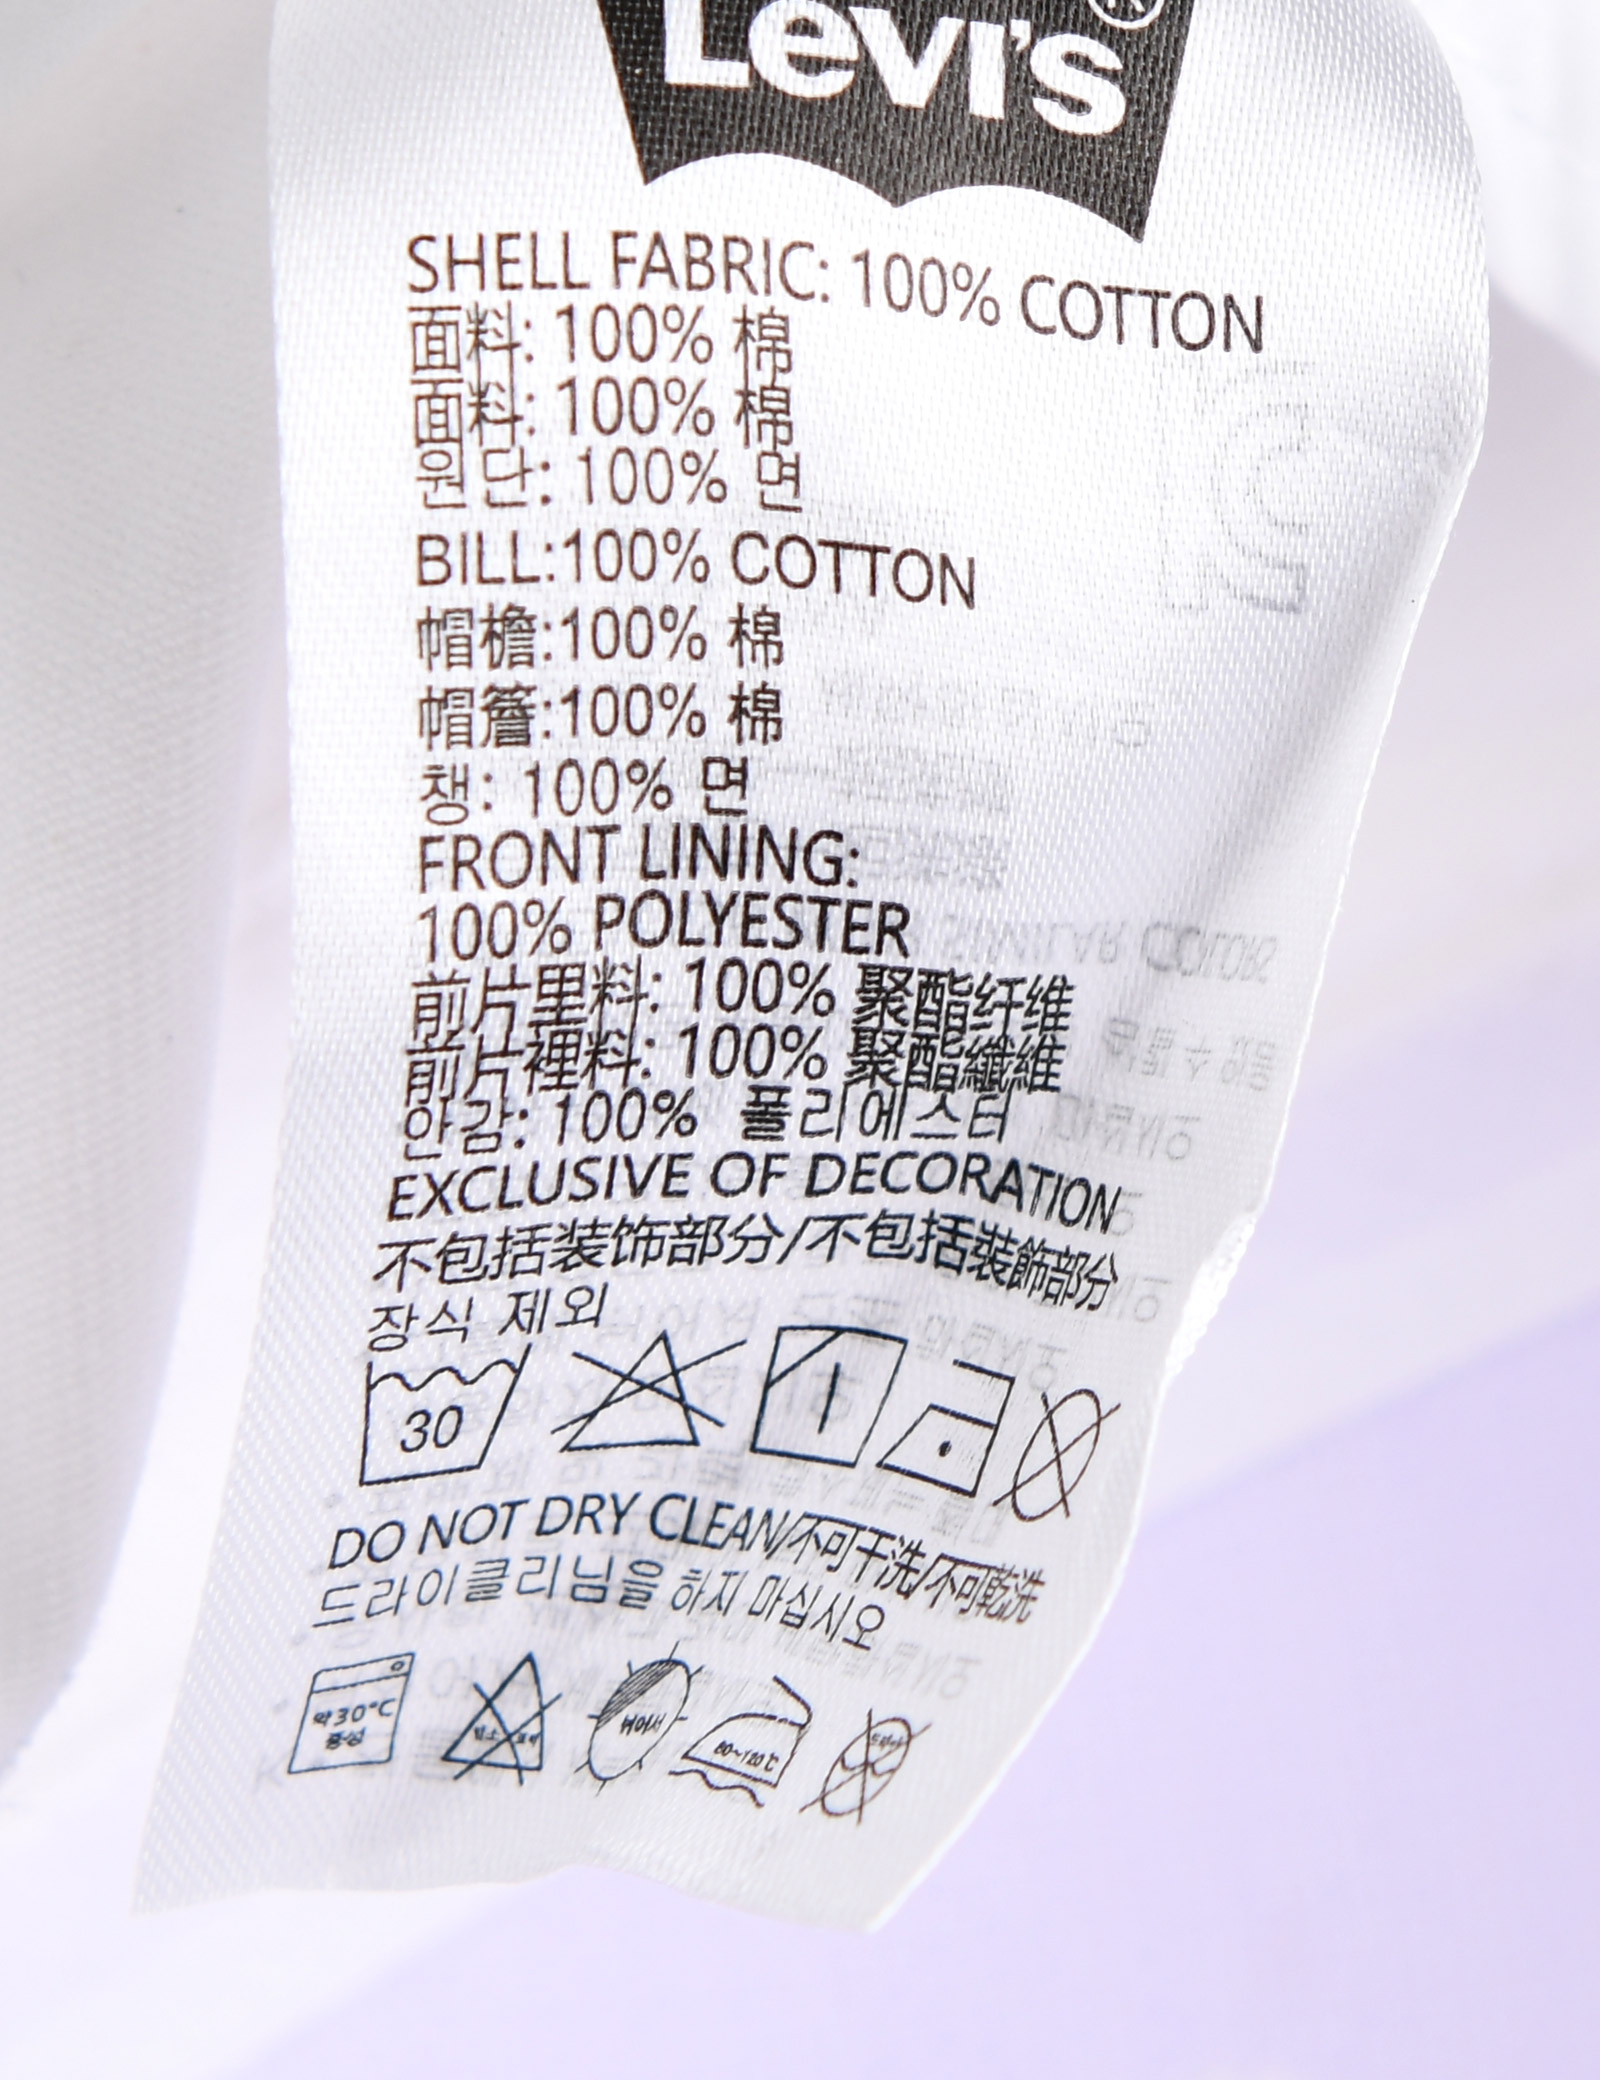 Levi's
SHELL FABRIC: 100% COTTON
面料: 100% 棉
面料: 100% 棉
원단: 100% 면
BILL:100% COTTON
帽檐:100% 棉
帽簷:100% 棉
챙: 100% 면
FRONT LINING:
100% POLYESTER
前片里料: 100% 聚酯纤维
前片裡料: 100% 聚酯纖維
안감: 100% 폴리에스터
EXCLUSIVE OF DECORATION
不包括装饰部分/不包括裝飾部分
장식 제외
30
DO NOT DRY CLEAN/不可干洗/不可乾洗
드라이클리닝을 하지 마십시오
약30℃
중성
뉘어서
80~120℃
드라이